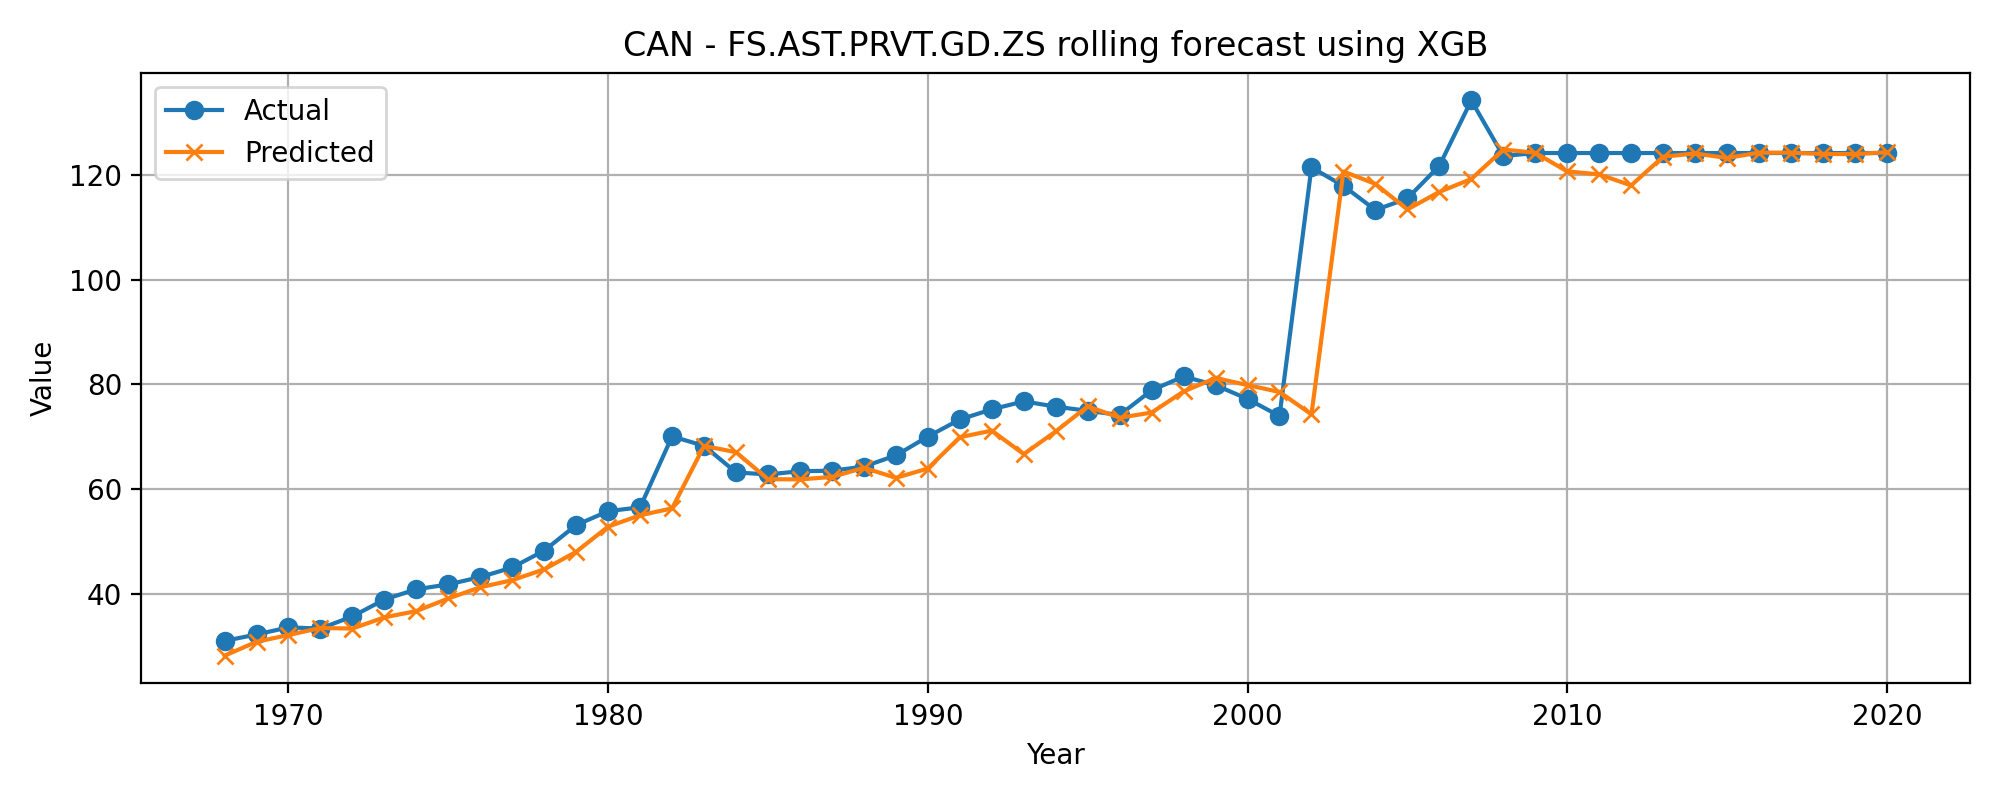 CAN - FS.AST.PRVT.GD.ZS rolling forecast using XGB
Actual
Predicted
120
100
80
60
40
Value
1970 1980 1990 2000 2010 2020
Year